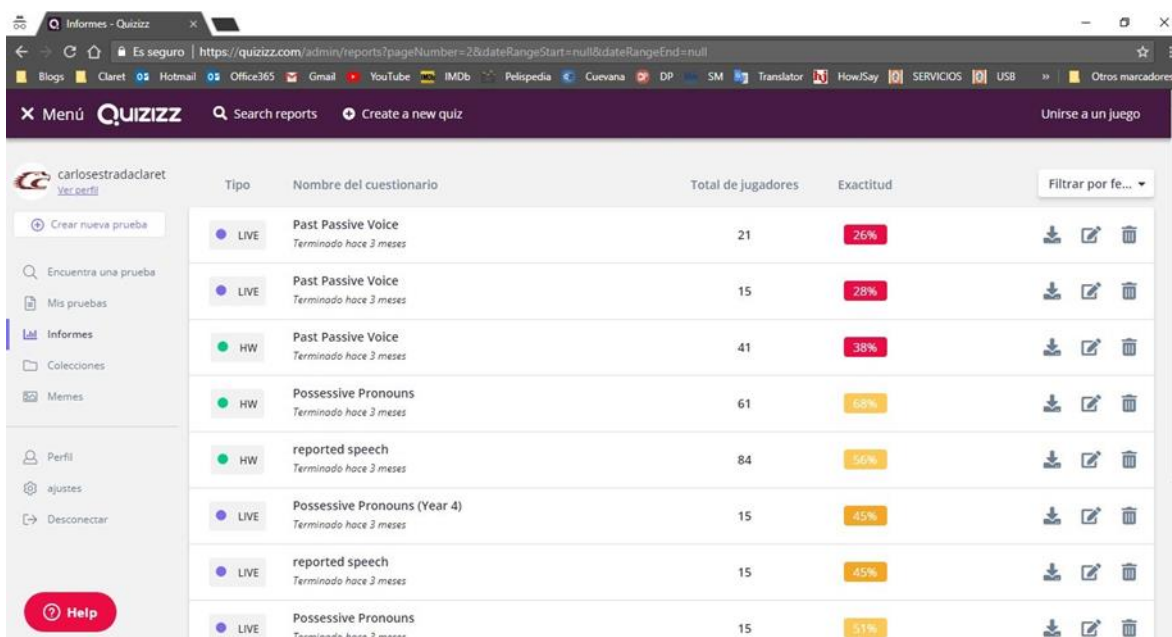 Informes - Quizizz
Es seguro | https://quizizz.com/admin/reports?pageNumber=2&dateRangeStart=null&dateRangeEnd=null
Blogs Claret Hotmail Office365 Gmail YouTube IMDb Pelispedia Cuevana DP SM Translator HowJSay SERVICIOS USB » Otros marcadores
Menú QUIZIZZ Search reports Create a new quiz Unirse a un juego
carlosestradaclaret
Ver perfil
Tipo Nombre del cuestionario Total de jugadores Exactitud Filtrar por fe...
Crear nueva prueba
Encuentra una prueba
Mis pruebas
Informes
Colecciones
Memes
Perfil
ajustes
Desconectar
Help
LIVE Past Passive Voice 21 26%
Terminado hace 3 meses
LIVE Past Passive Voice 15 28%
Terminado hace 3 meses
HW Past Passive Voice 41 38%
Terminado hace 3 meses
HW Possessive Pronouns 61 68%
Terminado hace 3 meses
HW reported speech 84 56%
Terminado hace 3 meses
LIVE Possessive Pronouns (Year 4) 15 45%
Terminado hace 3 meses
LIVE reported speech 15 45%
Terminado hace 3 meses
LIVE Possessive Pronouns 15 51%
Terminado hace 3 meses